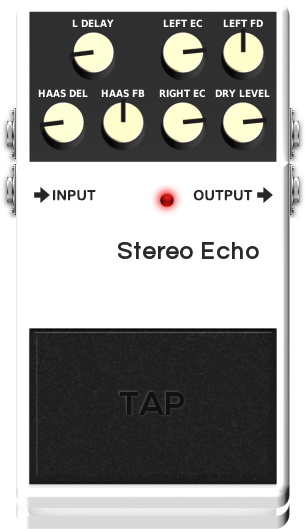 L DELAY LEFT EC LEFT FD
HAAS DEL HAAS FB RIGHT EC DRY LEVEL
INPUT OUTPUT
Stereo Echo
TAP